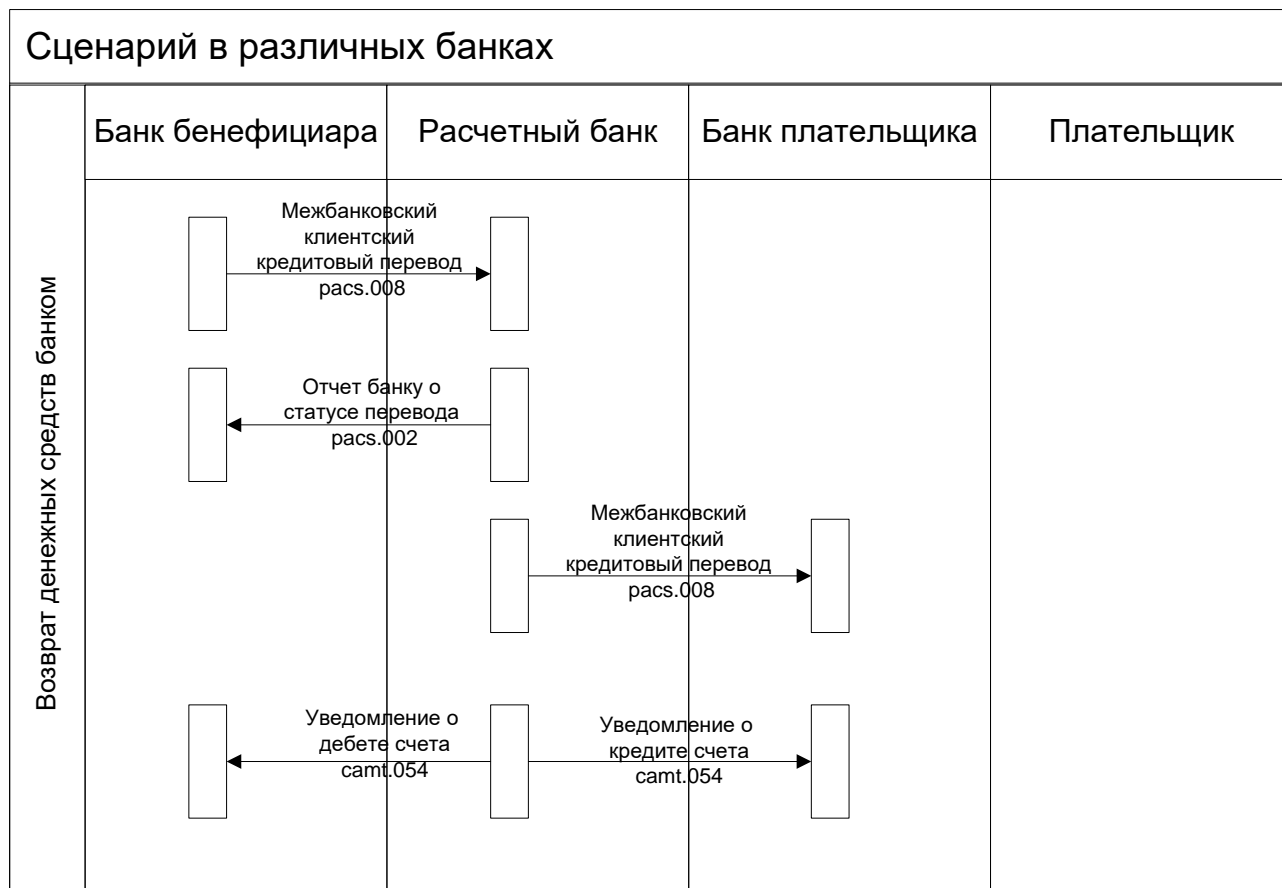 Сценарий в различных банках
Банк бенефициара
Расчетный банк
Банк плательщика
Плательщик
Возврат денежных средств банком
Межбанковский
клиентский
кредитовый перевод
pacs.008
Отчет банку о
статусе перевода
pacs.002
Межбанковский
клиентский
кредитовый перевод
pacs.008
Уведомление о
дебете счета
camt.054
Уведомление о
кредите счета
camt.054